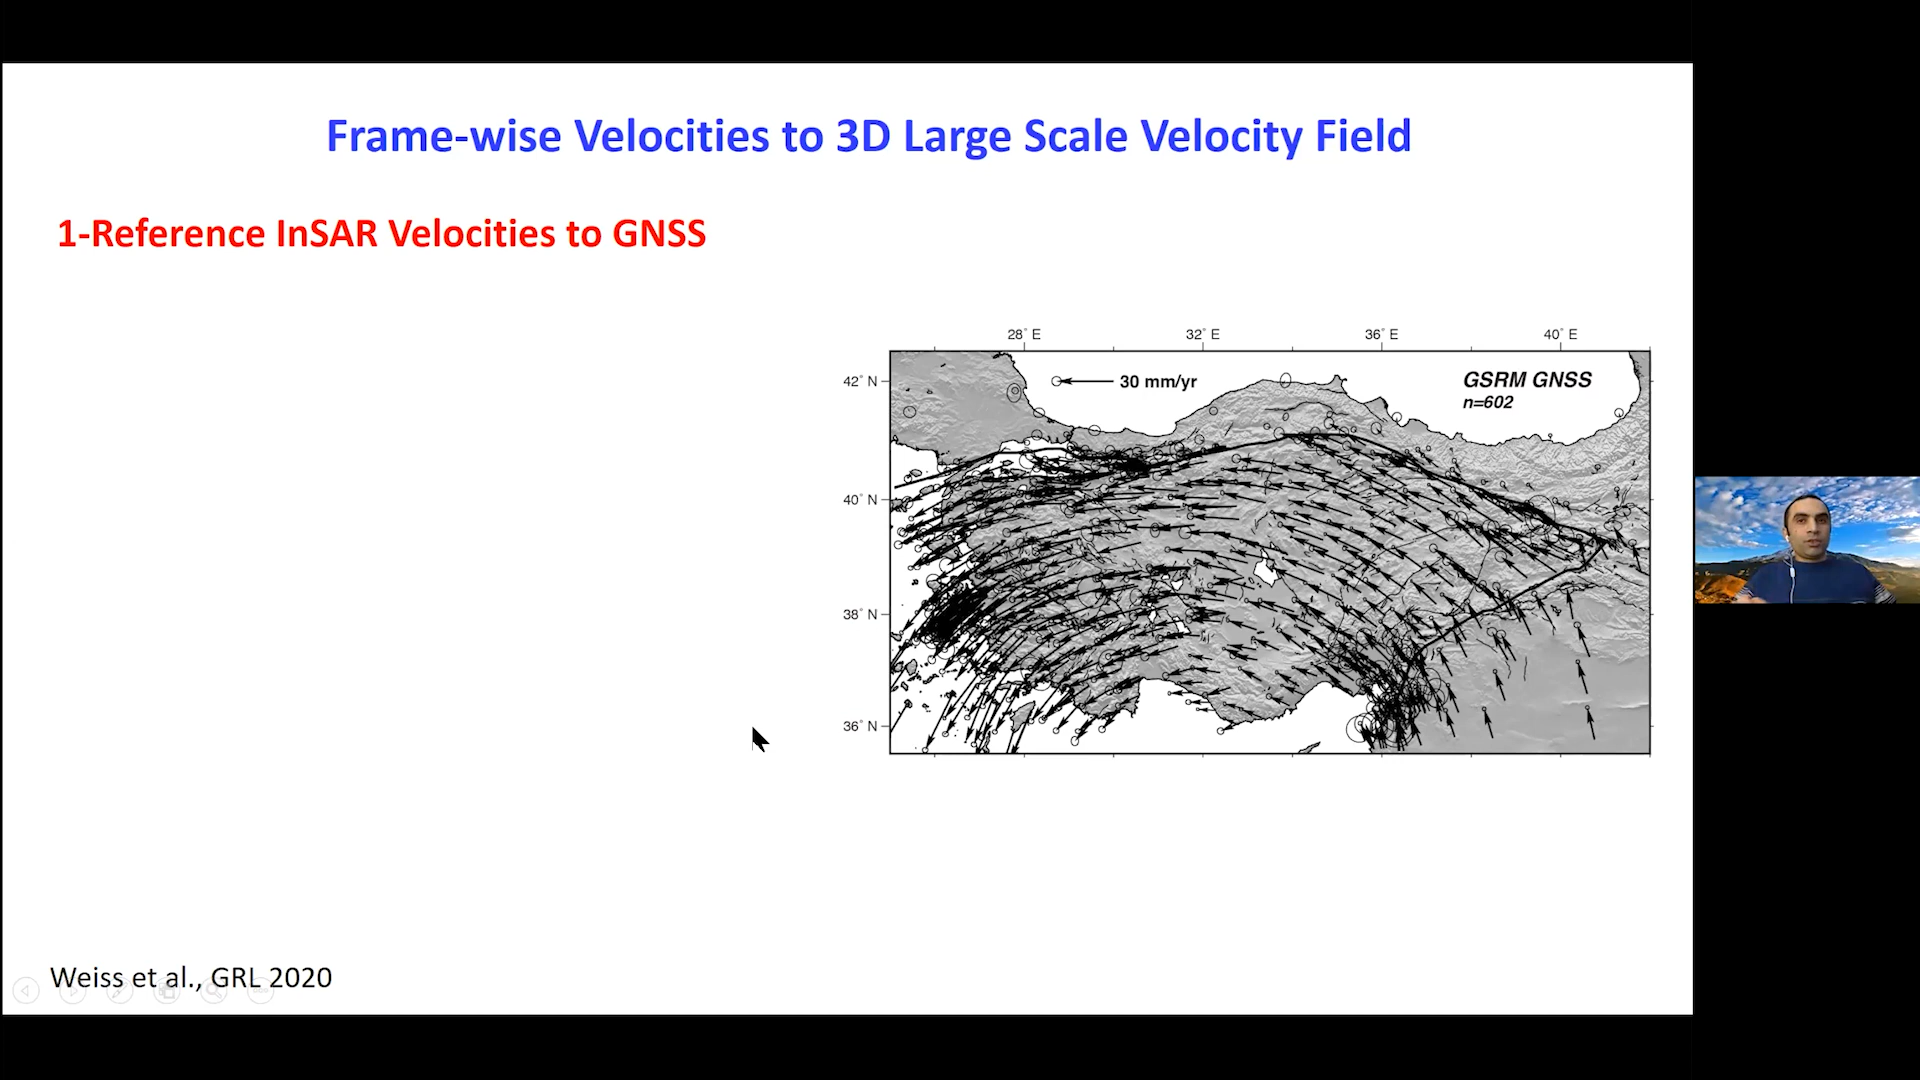 Frame-wise Velocities to 3D Large Scale Velocity Field
1-Reference InSAR Velocities to GNSS
28° E 32° E 36° E 40° E
42° N
30 mm/yr
GSRM GNSS
n=602
40° N
38° N
36° N
Weiss et al., GRL 2020